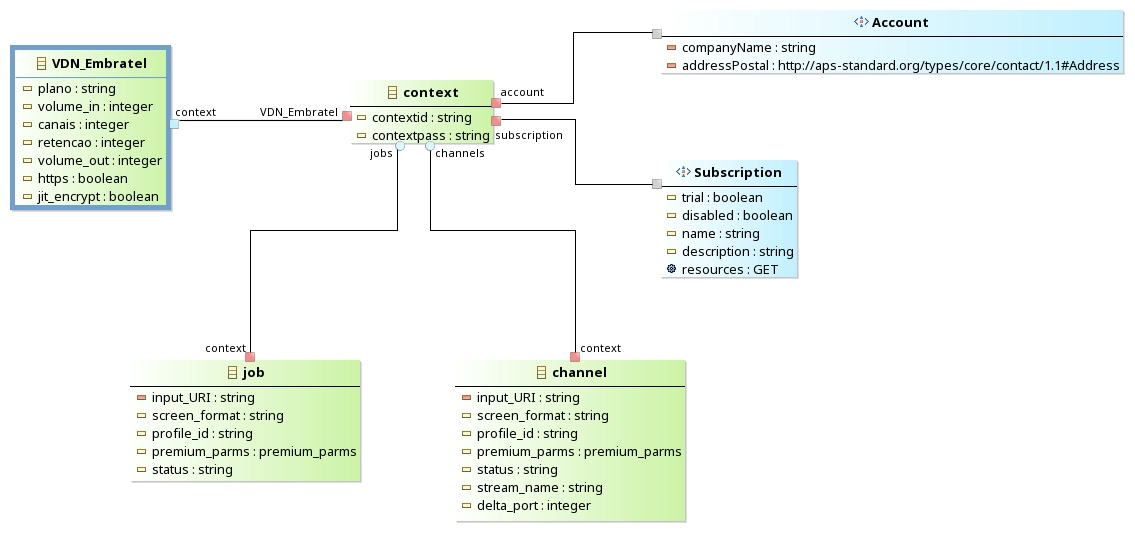 Account
companyName : string
addressPostal : http://aps-standard.org/types/core/contact/1.1#Address
VDN_Embratel
plano : string
volume_in : integer
canais : integer
retencao : integer
volume_out : integer
https : boolean
jit_encrypt : boolean
context
VDN_Embratel
context
contextid : string
contextpass : string
account
subscription
jobs
channels
Subscription
trial : boolean
disabled : boolean
name : string
description : string
resources : GET
context
job
input_URI : string
screen_format : string
profile_id : string
premium_parms : premium_parms
status : string
context
channel
input_URI : string
screen_format : string
profile_id : string
premium_parms : premium_parms
status : string
stream_name : string
delta_port : integer